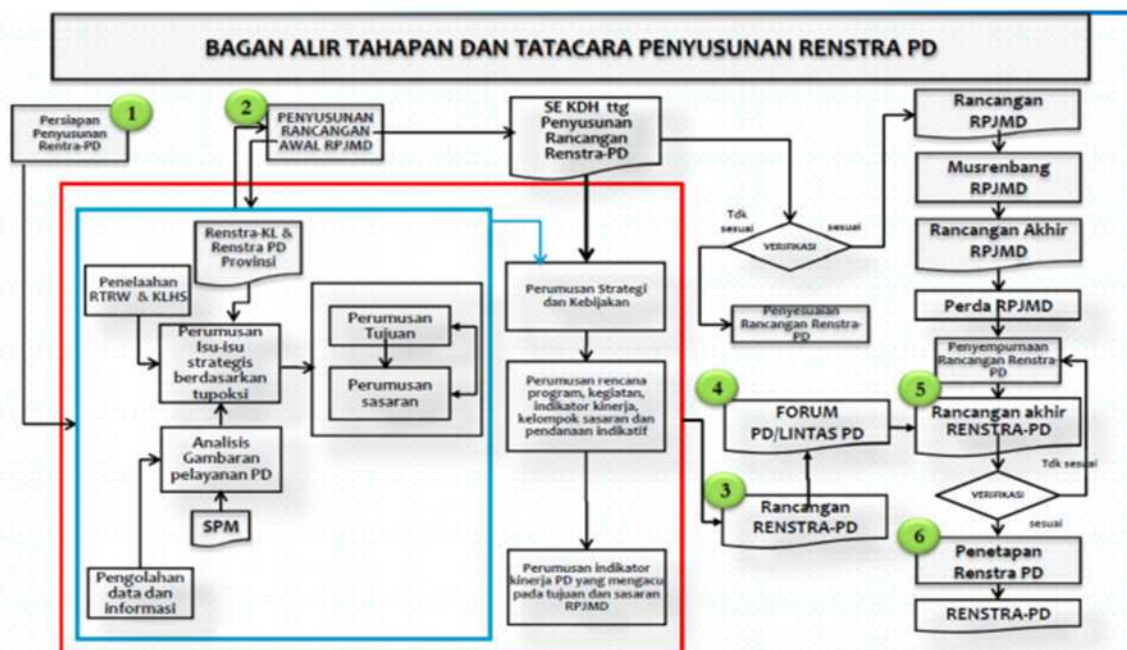 BAGAN ALIR TAHAPAN DAN TATACARA PENYUSUNAN RENSTRA PD
1
Persiapan
Penyusunan
Rentra-PD
2
PENYUSUNAN
RANCANGAN
AWAL RPJMD
SE KDH ttg
Penyusunan
Rancangan
Renstra-PD
Rancangan
RPJMD
Musrenbang
RPJMD
Rancangan Akhir
RPJMD
Perda RPJMD
Tdk
sesuai
VERIFIKASI
sesuai
Penyesuaian
Rancangan Renstra-
PD
Renstra-KL &
Renstra PD
Provinsi
Penelaahan
RTRW & KLHS
Perumusan
Isu-isu
strategis
berdasarkan
tupoksi
Perumusan
Tujuan
Perumusan
sasaran
Analisis
Gambaran
pelayanan PD
SPM
Pengolahan
data dan
informasi
Perumusan Strategi
dan Kebijakan
Perumusan rencana
program, kegiatan,
indikator kinerja,
kelompok sasaran dan
pendanaan indikatif
Perumusan indikator
kinerja PD yang mengacu
pada tujuan dan sasaran
RPJMD
3
Rancangan
RENSTRA-PD
4
FORUM
PD/LINTAS PD
Penyempurnaan
Rancangan Renstra-
PD
5
Rancangan akhir
RENSTRA-PD
Tdk sesuai
VERIFIKASI
sesuai
6
Penetapan
Renstra PD
RENSTRA-PD